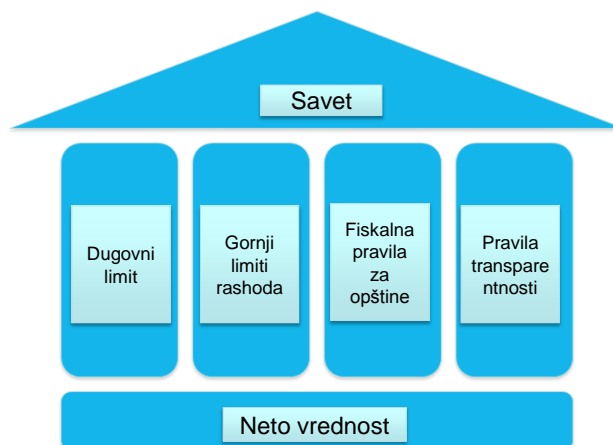 Savet
Dugovni
limit
Gornji
limiti
rashoda
Fiskalna
pravila
za
opštine
Pravila
transpare
ntnosti
Neto vrednost